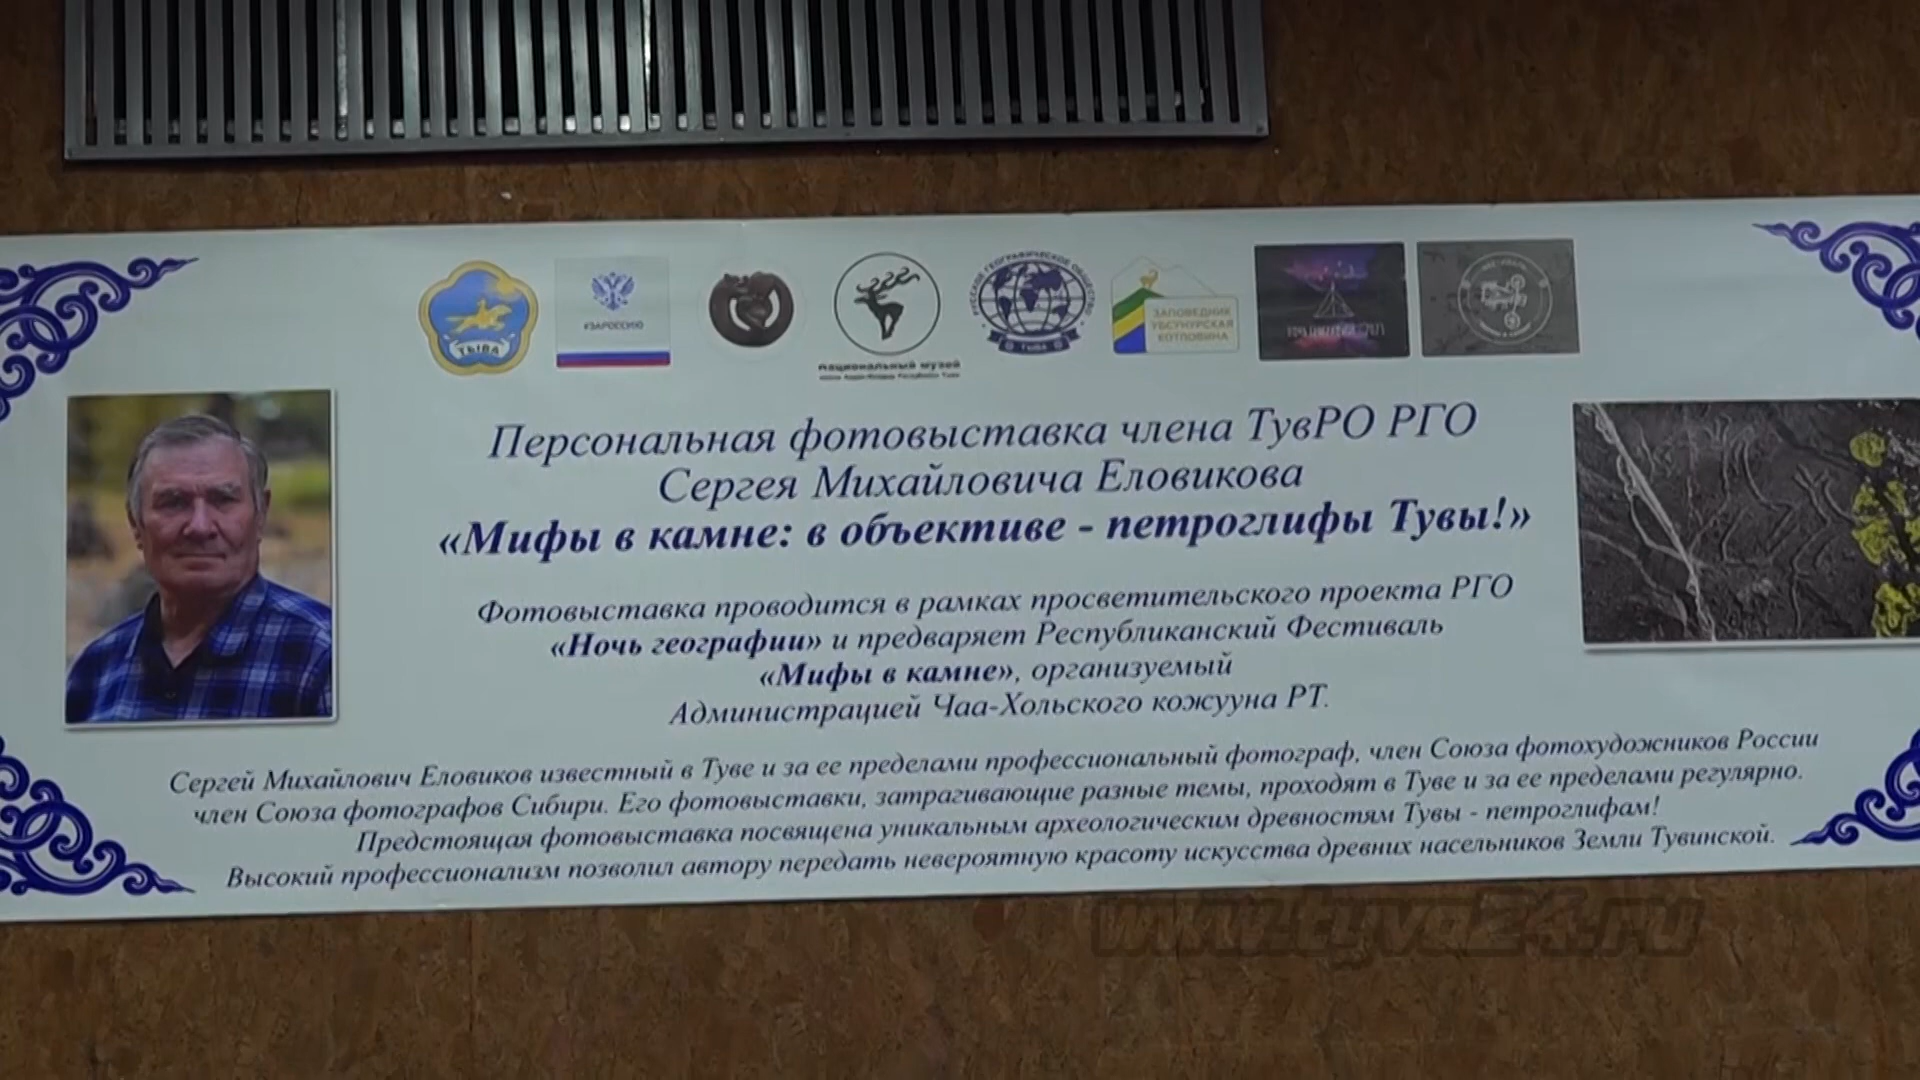 ТЫВА
#ЗАРОССИЮ
национальный музей
РУССКОЕ ГЕОГРАФИЧЕСКОЕ ОБЩЕСТВО
ТЫВА
ЗАПОВЕДНИК
УБСУНУРСКАЯ
КОТЛОВИНА
Персональная фотовыставка члена ТувРО РГО
Сергея Михайловича Еловикова
«Мифы в камне: в объективе - петроглифы Тувы!»
Фотовыставка проводится в рамках просветительского проекта РГО
«Ночь географии» и предваряет Республиканский Фестиваль
«Мифы в камне», организуемый
Администрацией Чаа-Хольского кожууна РТ.
Сергей Михайлович Еловиков известный в Туве и за ее пределами профессиональный фотограф, член Союза фотохудожников России
член Союза фотографов Сибири. Его фотовыставки, затрагивающие разные темы, проходят в Туве и за ее пределами регулярно.
Предстоящая фотовыставка посвящена уникальным археологическим древностям Тувы - петроглифам!
Высокий профессионализм позволил автору передать невероятную красоту искусства древних насельников Земли Тувинской.
www.tyva24.ru